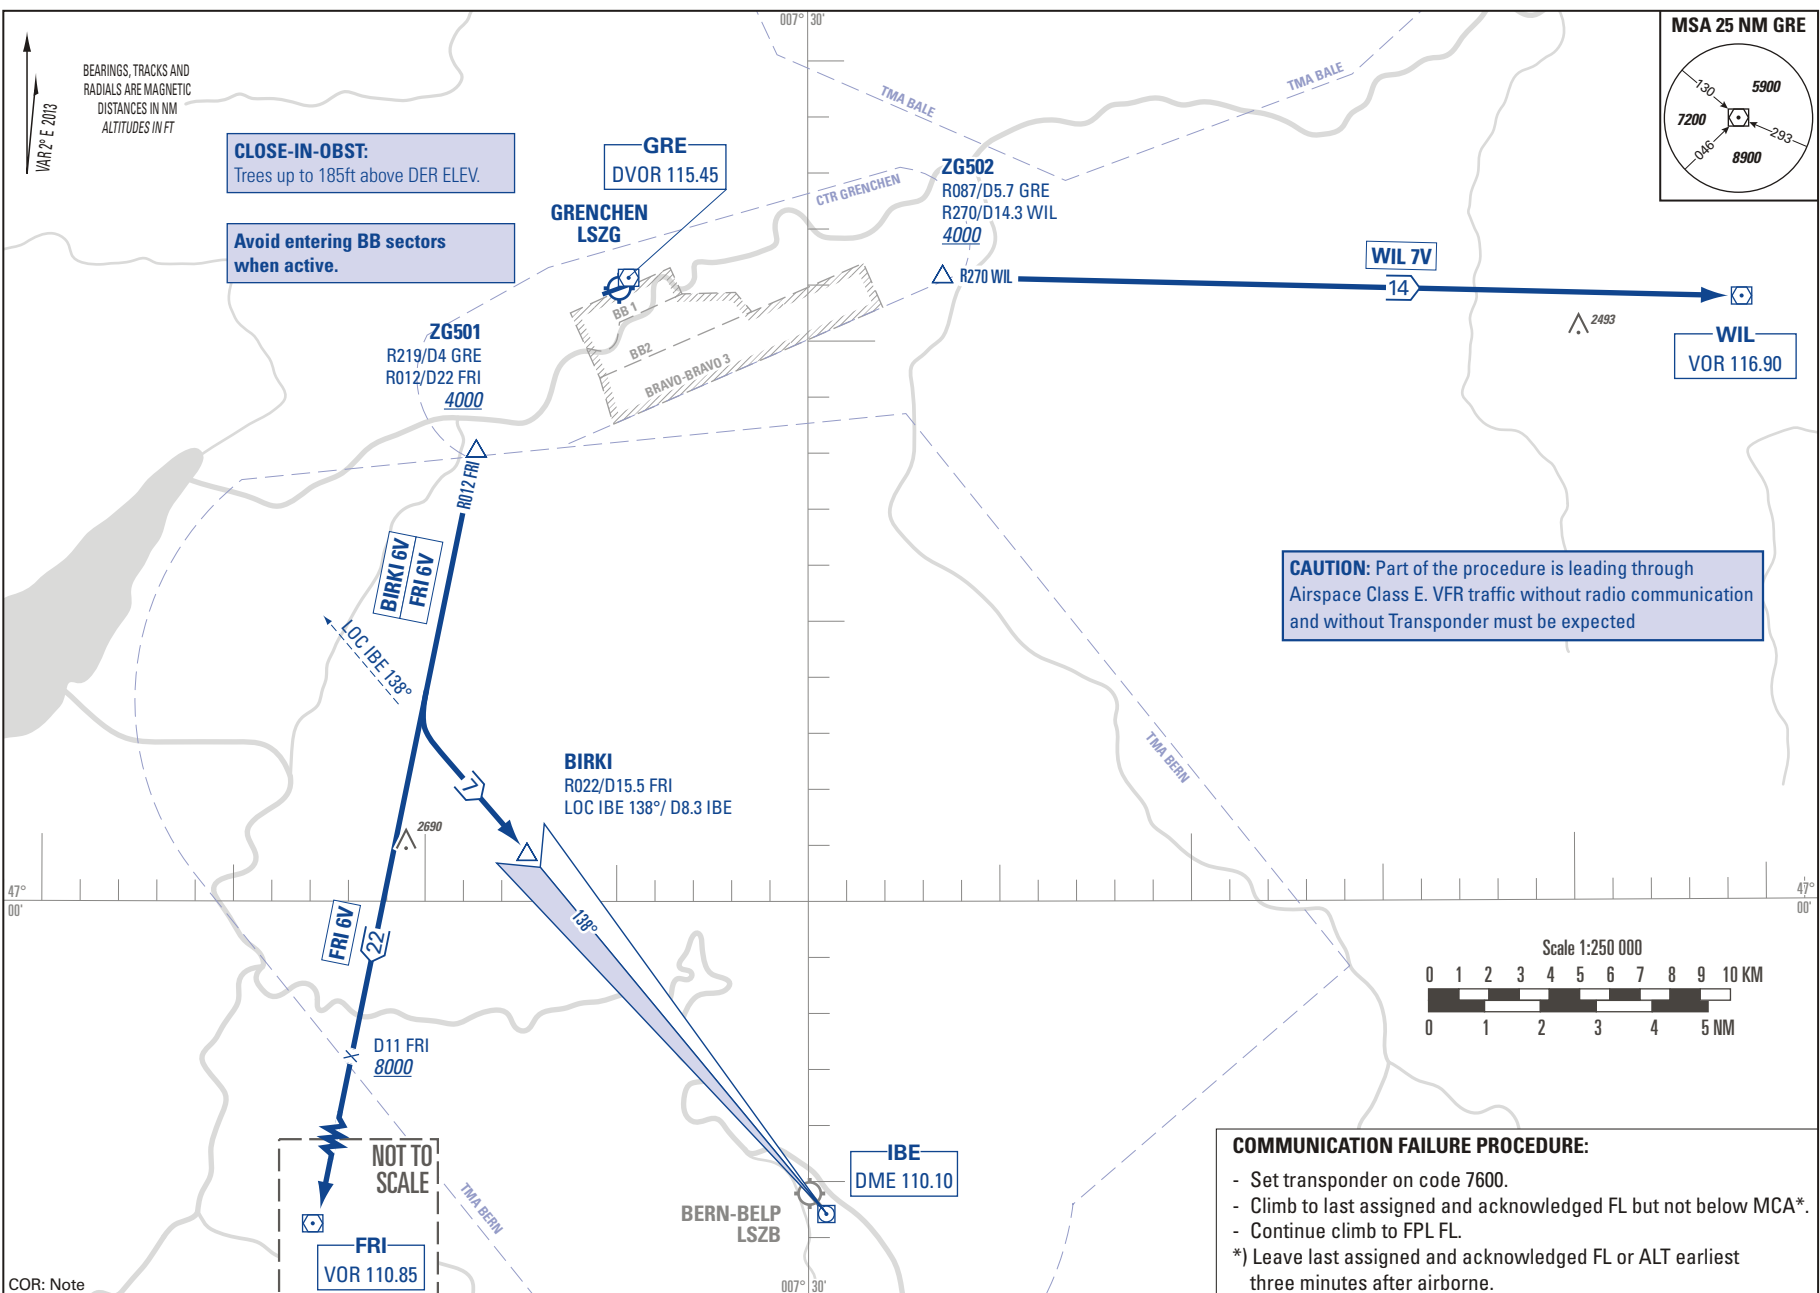 007° 30'
MSA 25 NM GRE
130
5900
7200
293
046
8900
VAR 2° E 2013
BEARINGS, TRACKS AND
RADIALS ARE MAGNETIC
DISTANCES IN NM
ALTITUDES IN FT
TMA BALE
TMA BALE
CLOSE-IN-OBST:
Trees up to 185ft above DER ELEV.
GRE
DVOR 115.45
CTR GRENCHEN
ZG502
R087/D5.7 GRE
R270/D14.3 WIL
4000
GRENCHEN
LSZG
Avoid entering BB sectors
when active.
R270 WIL
WIL 7V
14
2493
WIL
VOR 116.90
BB 1
BB2
BRAVO-BRAVO 3
ZG501
R219/D4 GRE
R012/D22 FRI
4000
R012 FRI
BIRKI 6V
FRI 6V
LOC IBE 138°
CAUTION: Part of the procedure is leading through
Airspace Class E. VFR traffic without radio communication
and without Transponder must be expected
TMA BERN
BIRKI
R022/D15.5 FRI
LOC IBE 138°/ D8.3 IBE
7
2690
47°
00'
47°
00'
138°
FRI 6V
22
Scale 1:250 000
0 1 2 3 4 5 6 7 8 9 10 KM
0 1 2 3 4 5 NM
D11 FRI
8000
NOT TO
SCALE
TMA BERN
IBE
DME 110.10
BERN-BELP
LSZB
FRI
VOR 110.85
COMMUNICATION FAILURE PROCEDURE:
- Set transponder on code 7600.
- Climb to last assigned and acknowledged FL but not below MCA*.
- Continue climb to FPL FL.
*) Leave last assigned and acknowledged FL or ALT earliest
three minutes after airborne.
COR: Note
007° 30'